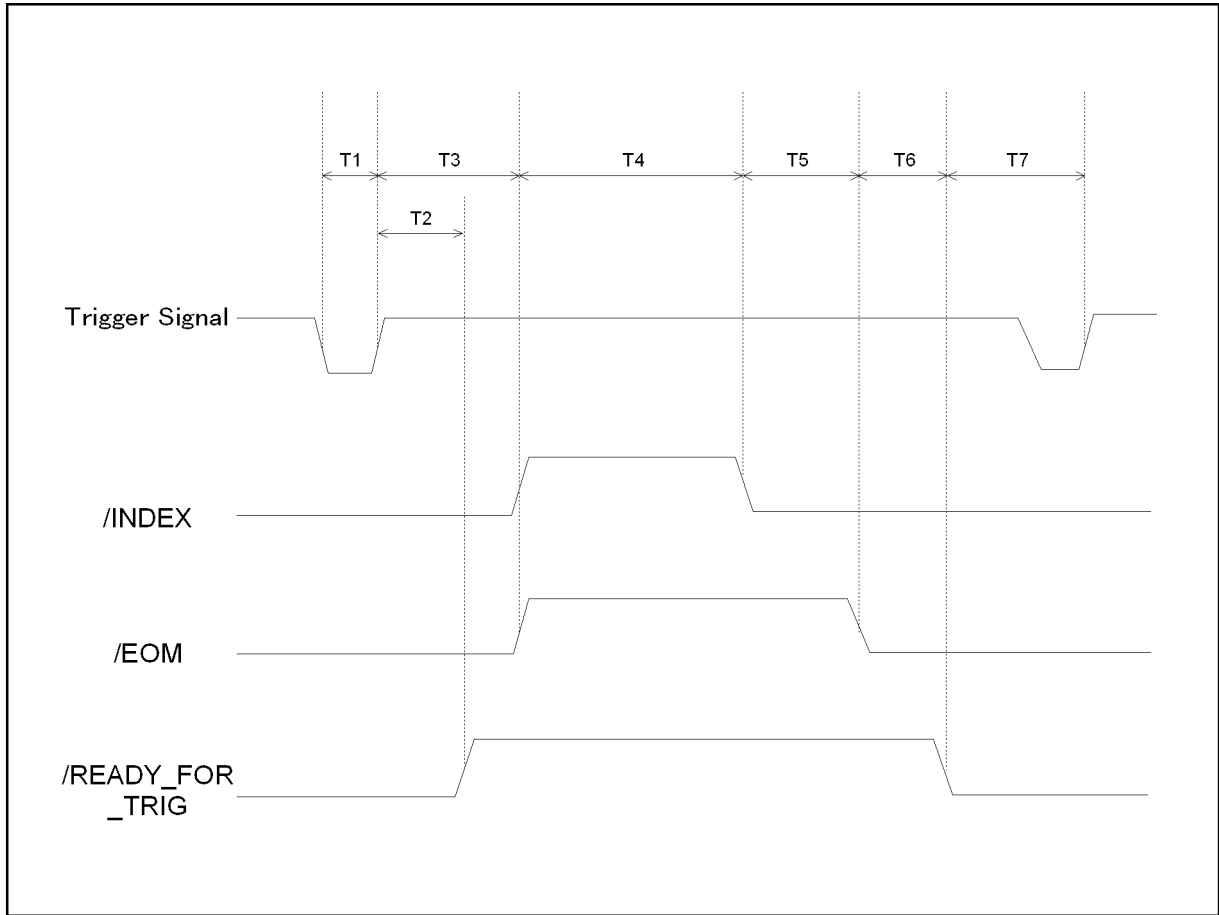 T1
T3
T4
T5
T6
T7
T2
Trigger Signal
/INDEX
/EOM
/READY_FOR
_TRIG